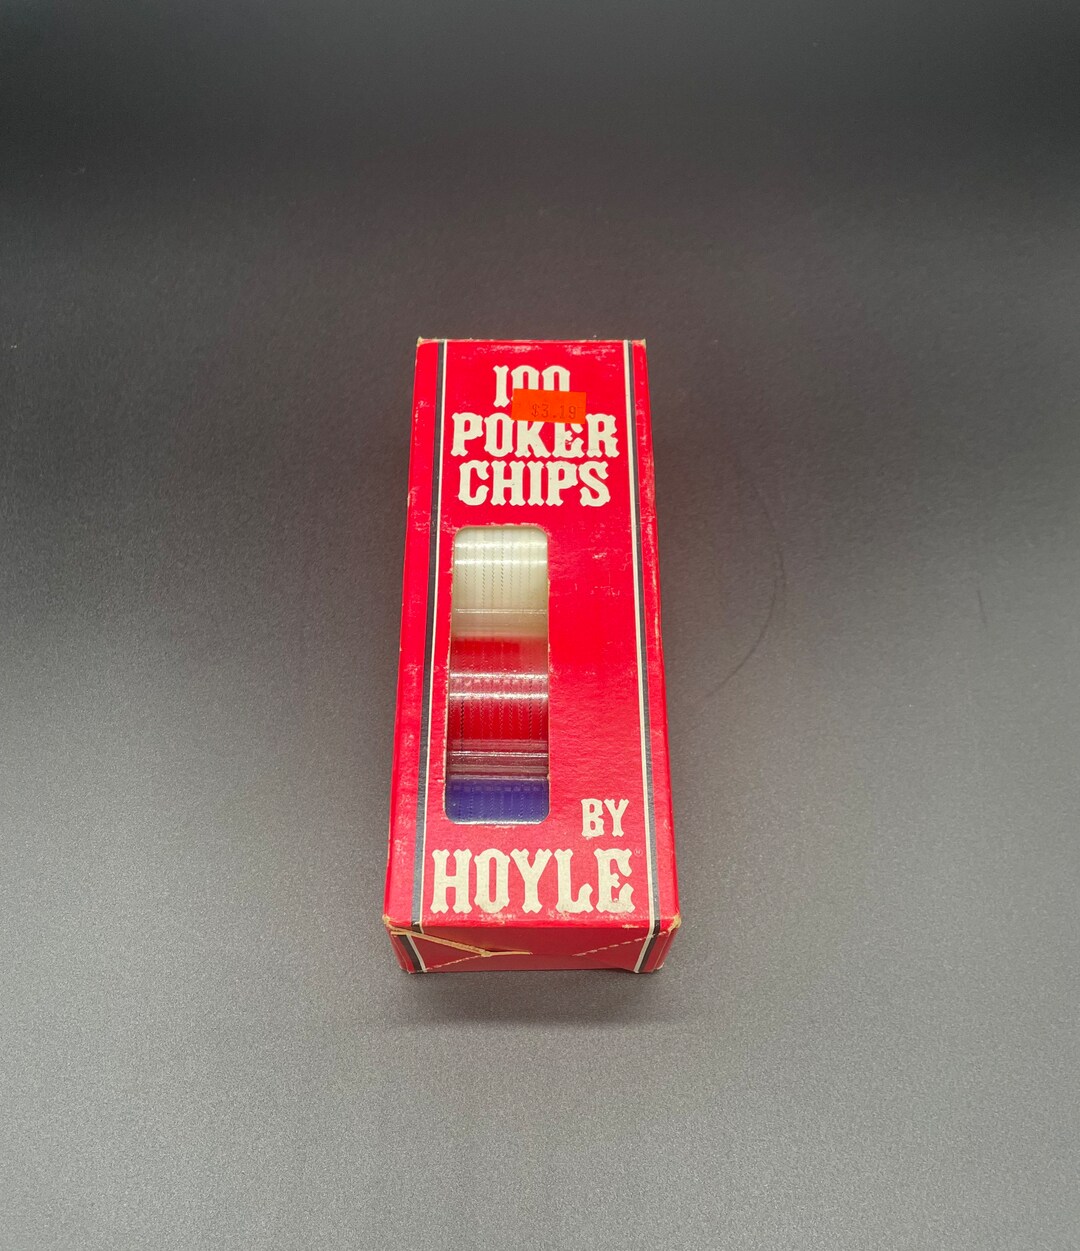 100
$3.19
POKER
CHIPS
BY
HOYLE®